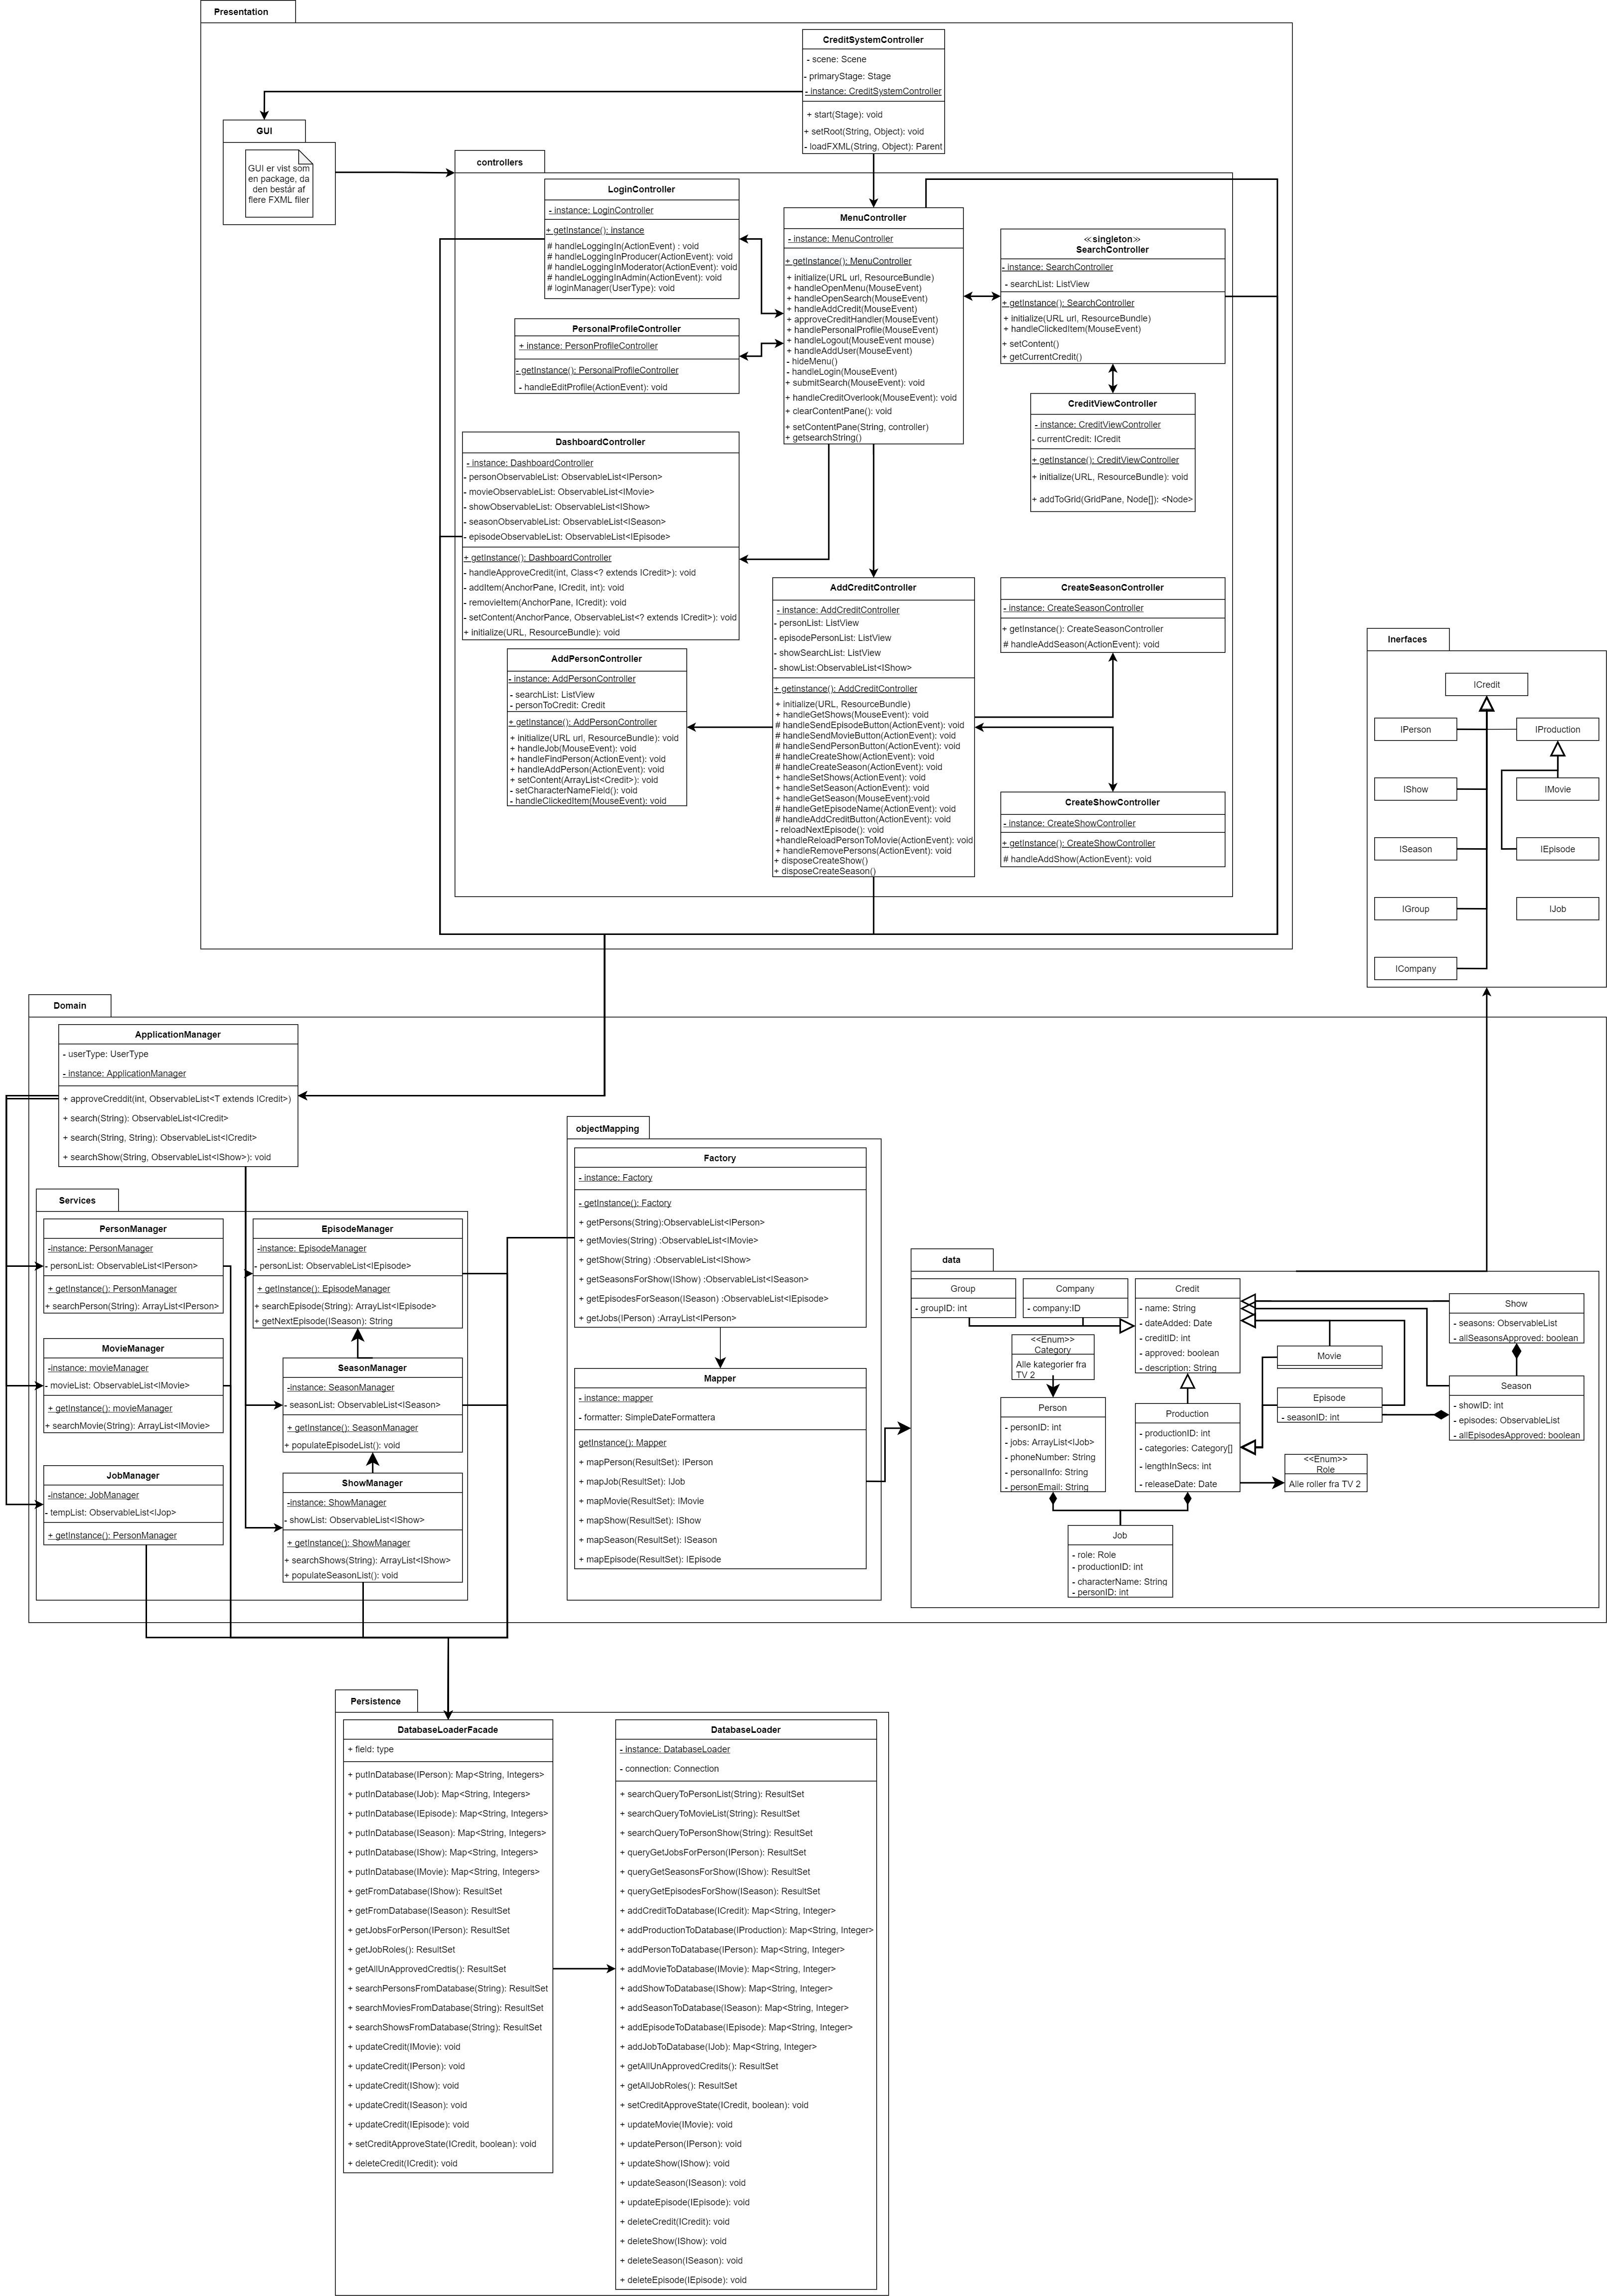 Presentation
CreditSystemController
- scene: Scene
- primaryStage: Stage
- instance: CreditSystemController
+ start(Stage): void
+ setRoot(String, Object): void
- loadFXML(String, Object): Parent
GUI
GUI er vist som
en package, da
den består af
flere FXML filer
controllers
LoginController
- instance: LoginController
+ getInstance(): instance
# handleLoggingIn(ActionEvent) : void
# handleLoggingInProducer(ActionEvent): void
# handleLoggingInModerator(ActionEvent): void
# handleLoggingInAdmin(ActionEvent): void
# loginManager(UserType): void
MenuController
- instance: MenuController
+ getInstance(): MenuController
+ initialize(URL url, ResourceBundle)
+ handleOpenMenu(MouseEvent)
+ handleOpenSearch(MouseEvent)
+ handleAddCredit(MouseEvent)
+ approveCreditHandler(MouseEvent)
+ handlePersonalProfile(MouseEvent)
+ handleLogout(MouseEvent mouse)
+ handleAddUser(MouseEvent)
- hideMenu()
- handleLogin(MouseEvent)
+ submitSearch(MouseEvent): void
+ handleCreditOverlook(MouseEvent): void
+ clearContentPane(): void
+ setContentPane(String, controller)
+ getsearchString()
≪singleton≫
SearchController
- instance: SearchController
- searchList: ListView
+ getInstance(): SearchController
+ initialize(URL url, ResourceBundle)
+ handleClickedItem(MouseEvent)
+ setContent()
+ getCurrentCredit()
PersonalProfileController
+ instance: PersonProfileController
- getInstance(): PersonalProfileController
- handleEditProfile(ActionEvent): void
CreditViewController
- instance: CreditViewController
- currentCredit: ICredit
+ getInstance(): CreditViewController
+ initialize(URL, ResourceBundle): void
+ addToGrid(GridPane, Node[]): <Node>
DashboardController
- instance: DashboardController
- personObservableList: ObservableList<IPerson>
- movieObservableList: ObservableList<IMovie>
- showObservableList: ObservableList<IShow>
- seasonObservableList: ObservableList<ISeason>
- episodeObservableList: ObservableList<IEpisode>
+ getInstance(): DashboardController
- handleApproveCredit(int, Class<? extends ICredit>): void
- addItem(AnchorPane, ICredit, int): void
- removieItem(AnchorPane, ICredit): void
- setContent(AnchorPance, ObservableList<? extends ICredit>): void
+ initialize(URL, ResourceBundle): void
AddCreditController
- instance: AddCreditController
- personList: ListView
- episodePersonList: ListView
- showSearchList: ListView
- showList:ObservableList<IShow>
+ getinstance(): AddCreditController
+ initialize(URL, ResourceBundle)
+ handleGetShows(MouseEvent): void
# handleSendEpisodeButton(ActionEvent): void
# handleSendMovieButton(ActionEvent): void
# handleSendPersonButton(ActionEvent): void
# handleCreateShow(ActionEvent): void
# handleCreateSeason(ActionEvent): void
+ handleSetShows(ActionEvent): void
+ handleSetSeason(ActionEvent): void
+ handleGetSeason(MouseEvent):void
# handleGetEpisodeName(ActionEvent): void
# handleAddCreditButton(ActionEvent): void
- reloadNextEpisode(): void
+handleReloadPersonToMovie(ActionEvent): void
+ handleRemovePersons(ActionEvent): void
+ disposeCreateShow()
+ disposeCreateSeason()
CreateSeasonController
- instance: CreateSeasonController
+ getInstance(): CreateSeasonController
# handleAddSeason(ActionEvent): void
AddPersonController
- instance: AddPersonController
- searchList: ListView
- personToCredit: Credit
+ getInstance(): AddPersonController
+ initialize(URL url, ResourceBundle): void
+ handleJob(MouseEvent): void
+ handleFindPerson(ActionEvent): void
+ handleAddPerson(ActionEvent): void
+ setContent(ArrayList<Credit>): void
- setCharacterNameField(): void
- handleClickedItem(MouseEvent): void
CreateShowController
- instance: CreateShowController
+ getInstance(): CreateShowController
# handleAddShow(ActionEvent): void
Inerfaces
ICredit
IPerson
IProduction
IShow
IMovie
ISeason
IEpisode
IGroup
IJob
ICompany
Domain
ApplicationManager
- userType: UserType
- instance: ApplicationManager
+ approveCreddit(int, ObservableList<T extends ICredit>)
+ search(String): ObservableList<ICredit>
+ search(String, String): ObservableList<ICredit>
+ searchShow(String, ObservableList<IShow>): void
Services
PersonManager
-instance: PersonManager
- personList: ObservableList<IPerson>
+ getInstance(): PersonManager
+ searchPerson(String): ArrayList<IPerson>
EpisodeManager
-instance: EpisodeManager
- personList: ObservableList<IEpisode>
+ getInstance(): EpisodeManager
+ searchEpisode(String): ArrayList<IEpisode>
+ getNextEpisode(ISeason): String
MovieManager
-instance: movieManager
- movieList: ObservableList<IMovie>
+ getInstance(): movieManager
+ searchMovie(String): ArrayList<IMovie>
SeasonManager
-instance: SeasonManager
- seasonList: ObservableList<ISeason>
+ getInstance(): SeasonManager
+ populateEpisodeList(): void
JobManager
-instance: JobManager
- tempList: ObservableList<IJop>
+ getInstance(): PersonManager
ShowManager
-instance: ShowManager
- showList: ObservableList<IShow>
+ getInstance(): ShowManager
+ searchShows(String): ArrayList<IShow>
+ populateSeasonList(): void
objectMapping
Factory
- instance: Factory
- getInstance(): Factory
+ getPersons(String):ObservableList<IPerson>
+ getMovies(String) :ObservableList<IMovie>
+ getShow(String) :ObservableList<IShow>
+ getSeasonsForShow(IShow) :ObservableList<ISeason>
+ getEpisodesForSeason(ISeason) :ObservableList<IEpisode>
+ getJobs(IPerson) :ArrayList<IPerson>
Mapper
- instance: mapper
- formatter: SimpleDateFormattera
getInstance(): Mapper
+ mapPerson(ResultSet): IPerson
+ mapJob(ResultSet): IJob
+ mapMovie(ResultSet): IMovie
+ mapShow(ResultSet): IShow
+ mapSeason(ResultSet): ISeason
+ mapEpisode(ResultSet): IEpisode
data
Group
- groupID: int
Company
- company:ID
Credit
- name: String
- dateAdded: Date
- creditID: int
- approved: boolean
- description: String
Show
- seasons: ObservableList
- allSeasonsApproved: boolean
<<Enum>>
Category
Alle kategorier fra
TV 2
Movie
Episode
- seasonID: int
Season
- showID: int
- episodes: ObservableList
- allEpisodesApproved: boolean
Person
- personID: int
- jobs: ArrayList<IJob>
- phoneNumber: String
- personalInfo: String
- personEmail: String
Production
- productionID: int
- categories: Category[]
- lengthInSecs: int
- releaseDate: Date
<<Enum>>
Role
Alle roller fra TV 2
Job
- role: Role
- productionID: int
- characterName: String
- personID: int
Persistence
DatabaseLoaderFacade
+ field: type
+ putInDatabase(IPerson): Map<String, Integers>
+ putInDatabase(IJob): Map<String, Integers>
+ putInDatabase(IEpisode): Map<String, Integers>
+ putInDatabase(ISeason): Map<String, Integers>
+ putInDatabase(IShow): Map<String, Integers>
+ putInDatabase(IMovie): Map<String, Integers>
+ getFromDatabase(IShow): ResultSet
+ getFromDatabase(ISeason): ResultSet
+ getJobsForPerson(IPerson): ResultSet
+ getJobRoles(): ResultSet
+ getAllUnApprovedCredtis(): ResultSet
+ searchPersonsFromDatabase(String): ResultSet
+ searchMoviesFromDatabase(String): ResultSet
+ searchShowsFromDatabase(String): ResultSet
+ updateCredit(IMovie): void
+ updateCredit(IPerson): void
+ updateCredit(IShow): void
+ updateCredit(ISeason): void
+ updateCredit(IEpisode): void
+ setCreditApproveState(ICredit, boolean): void
+ deleteCredit(ICredit): void
DatabaseLoader
- instance: DatabaseLoader
- connection: Connection
+ searchQueryToPersonList(String): ResultSet
+ searchQueryToMovieList(String): ResultSet
+ searchQueryToPersonShow(String): ResultSet
+ queryGetJobsForPerson(IPerson): ResultSet
+ queryGetSeasonsForShow(IShow): ResultSet
+ queryGetEpisodesForShow(ISeason): ResultSet
+ addCreditToDatabase(ICredit): Map<String, Integer>
+ addProductionToDatabase(IProduction): Map<String, Integer>
+ addPersonToDatabase(IPerson): Map<String, Integer>
+ addMovieToDatabase(IMovie): Map<String, Integer>
+ addShowToDatabase(IShow): Map<String, Integer>
+ addSeasonToDatabase(ISeason): Map<String, Integer>
+ addEpisodeToDatabase(IEpisode): Map<String, Integer>
+ addJobToDatabase(IJob): Map<String, Integer>
+ getAllUnApprovedCredits(): ResultSet
+ getAllJobRoles(): ResultSet
+ setCreditApproveState(ICredit, boolean): void
+ updateMovie(IMovie): void
+ updatePerson(IPerson): void
+ updateShow(IShow): void
+ updateSeason(ISeason): void
+ updateEpisode(IEpisode): void
+ deleteCredit(ICredit): void
+ deleteShow(IShow): void
+ deleteSeason(ISeason): void
+ deleteEpisode(IEpisode): void